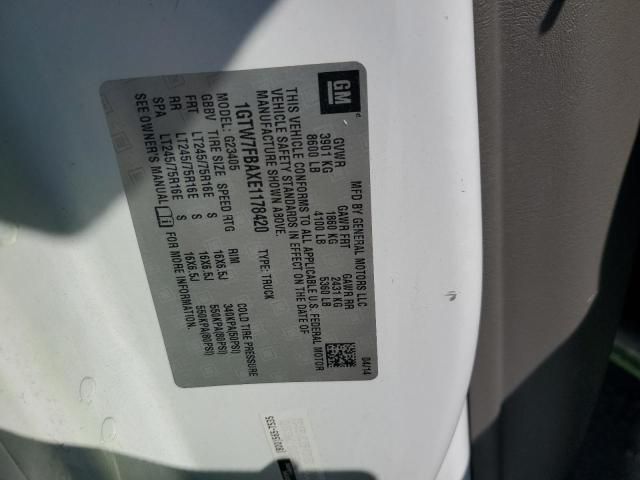 GM
MFD BY GENERAL MOTORS LLC
04/14
GVWR GAWR FRT GAWR RR
3901 KG 1860 KG 2431 KG
8600 LB 4100 LB 5360 LB
THIS VEHICLE CONFORMS TO ALL APPLICABLE U.S. FEDERAL MOTOR
VEHICLE SAFETY STANDARDS IN EFFECT ON THE DATE OF
MANUFACTURE SHOWN ABOVE.
1GTW7FBAXE1178420 TYPE: TRUCK
MODEL: G23405
GBBV TIRE SIZE SPEED RTG RIM COLD TIRE PRESSURE
FRT LT245/75R16E S 16X6.5J 340KPA(50PSI)
RR LT245/75R16E S 16X6.5J 550KPA(80PSI)
SPA LT245/75R16E S 16X6.5J 550KPA(80PSI)
SEE OWNER'S MANUAL FOR MORE INFORMATION.